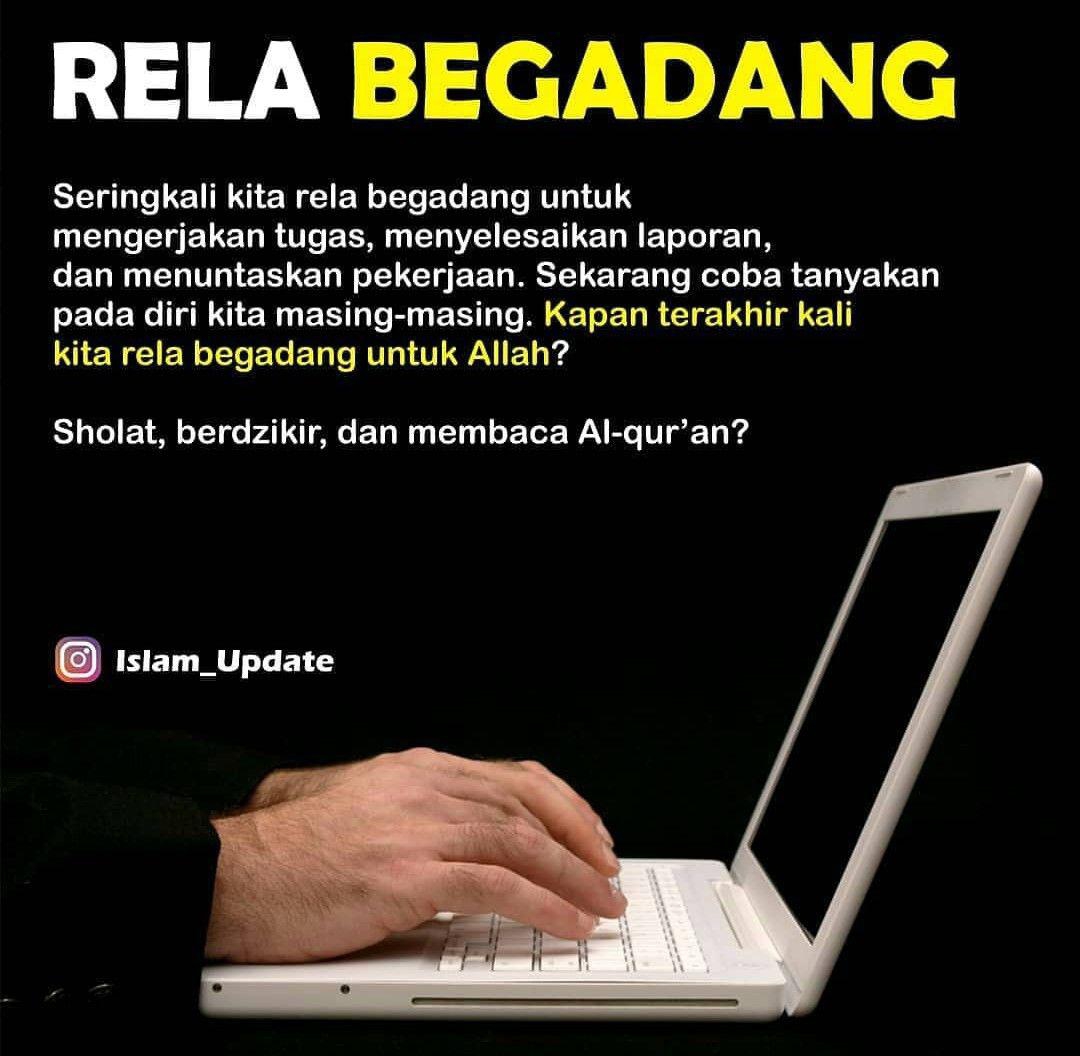 RELA BEGADANG
Seringkali kita rela begadang untuk
mengerjakan tugas, menyelesaikan laporan,
dan menuntaskan pekerjaan. Sekarang coba tanyakan
pada diri kita masing-masing. Kapan terakhir kali
kita rela begadang untuk Allah?
Sholat, berdzikir, dan membaca Al-qur’an?
Islam_Update